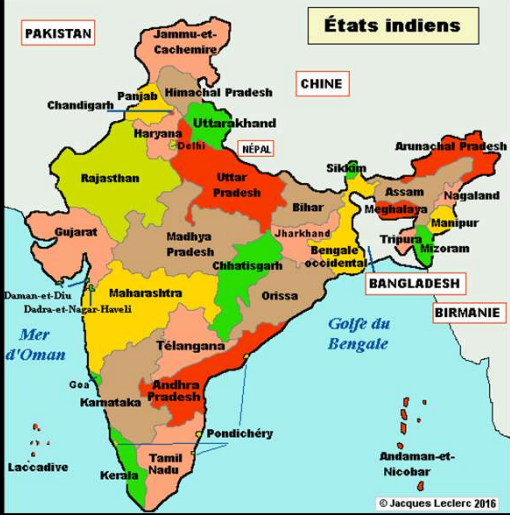 États indiens
PAKISTAN
Jammu-et-
Cachemire
CHINE
Himachal Pradesh
Panjab
Chandigarh
Uttarakhand
Haryana
Delhi
NÉPAL
Arunachal Pradesh
Sikkim
Rajasthan
Uttar
Pradesh
Assam
Nagaland
Bihar
Meghalaya
Manipur
Gujarat
Madhya
Pradesh
Jharkhand
Tripura
Mizoram
Bengale
occidental
Chhatisgarh
BANGLADESH
Daman-et-Diu
Dadra-et-Nagar-Haveli
Maharashtra
Orissa
BIRMANIE
Mer
d'Oman
Golfe du
Bengale
Télangana
Goa
Andhra
Pradesh
Karnataka
Pondichéry
Laccadive
Kerala
Tamil
Nadu
Andaman-et-
Nicobar
© Jacques Leclerc 2016